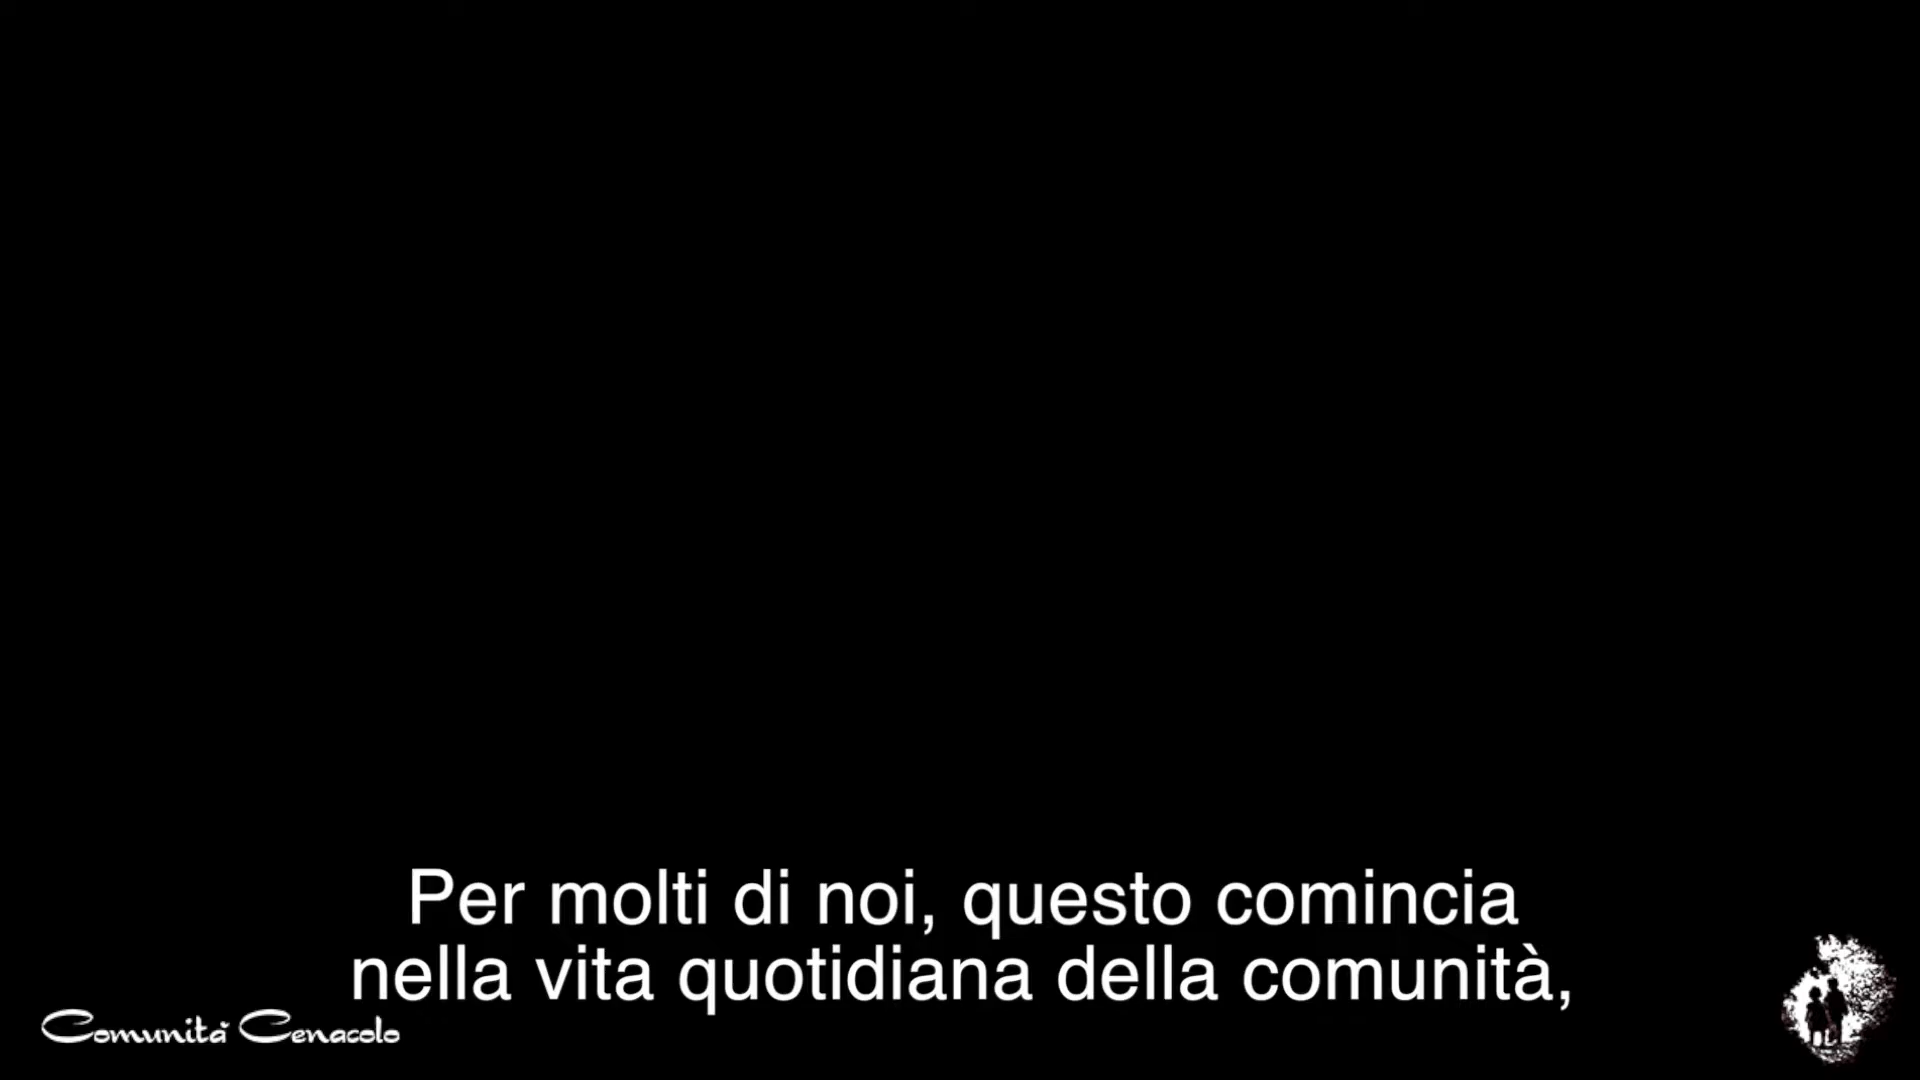 Per molti di noi, questo comincia
nella vita quotidiana della comunità,
Comunità Cenacolo